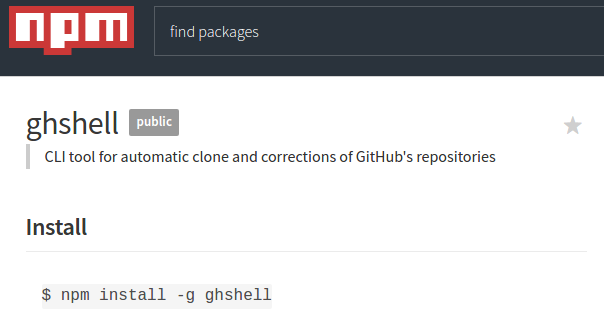 npm
find packages
ghshell public
CLI tool for automatic clone and corrections of GitHub's repositories
Install
$ npm install -g ghshell